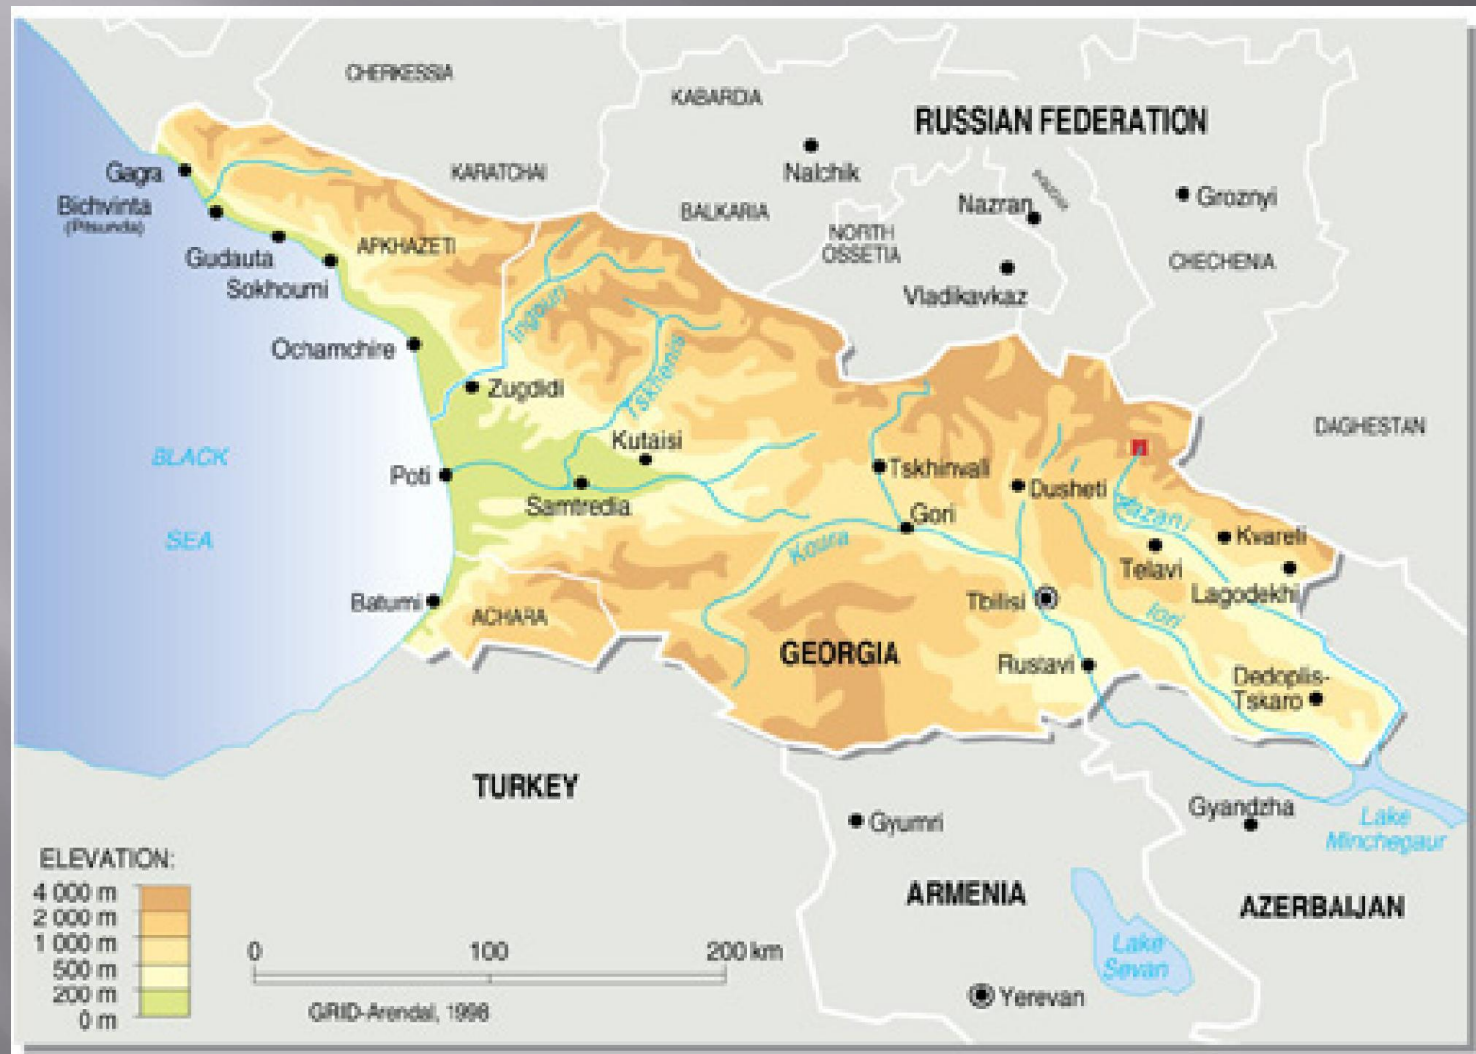 CHERKESSIA
KABARDIA
RUSSIAN FEDERATION
Nalchik
KARATCHAI
Gagra
Bichvinta
(Pitsunda)
BALKARIA
Nazran
Groznyi
NORTH
OSSETIA
APKHAZETI
Gudauta
Sokhoumi
CHECHENIA
Vladikavkaz
Ingouri
Ochamchire
Zugdidi
Tskhenis
DAGHESTAN
Kutaisi
BLACK
SEA
Poti
Samtredia
Tskhinvali
Dusheti
Gori
Koura
Kvareli
Telavi
Lagodekhi
Iori
Batumi
ACHARA
Tbilisi
GEORGIA
Rustavi
Dedoplis-
Tskaro
TURKEY
Gyumri
Gyandzha
Lake
Minchegaur
ARMENIA
AZERBAIJAN
Lake
Sevan
Yerevan
ELEVATION:
4 000 m
2 000 m
1 000 m
500 m
200 m
0 m
0 100 200 km
GRID-Arendal, 1998